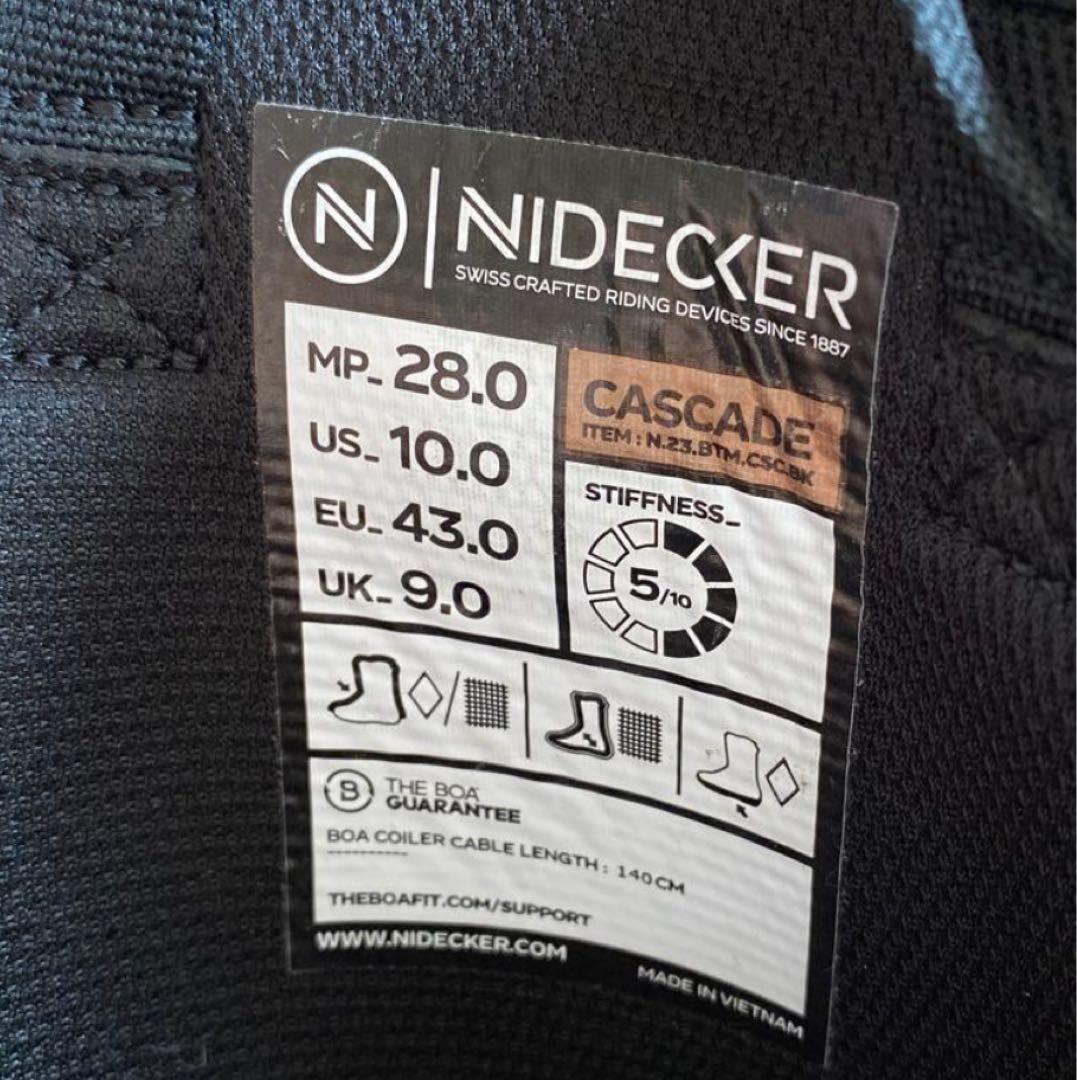 N | NIDECKER
SWISS CRAFTED RIDING DEVICES SINCE 1887
MP_ 28.0
US_ 10.0
EU_ 43.0
UK_ 9.0
CASCADE
ITEM : N.23.BTM.CSC.BK
STIFFNESS_
5/10
B THE BOA
GUARANTEE
BOA COILER CABLE LENGTH : 140 CM
----------
THEBOAFIT.COM/SUPPORT
WWW.NIDECKER.COM
MADE IN VIETNAM